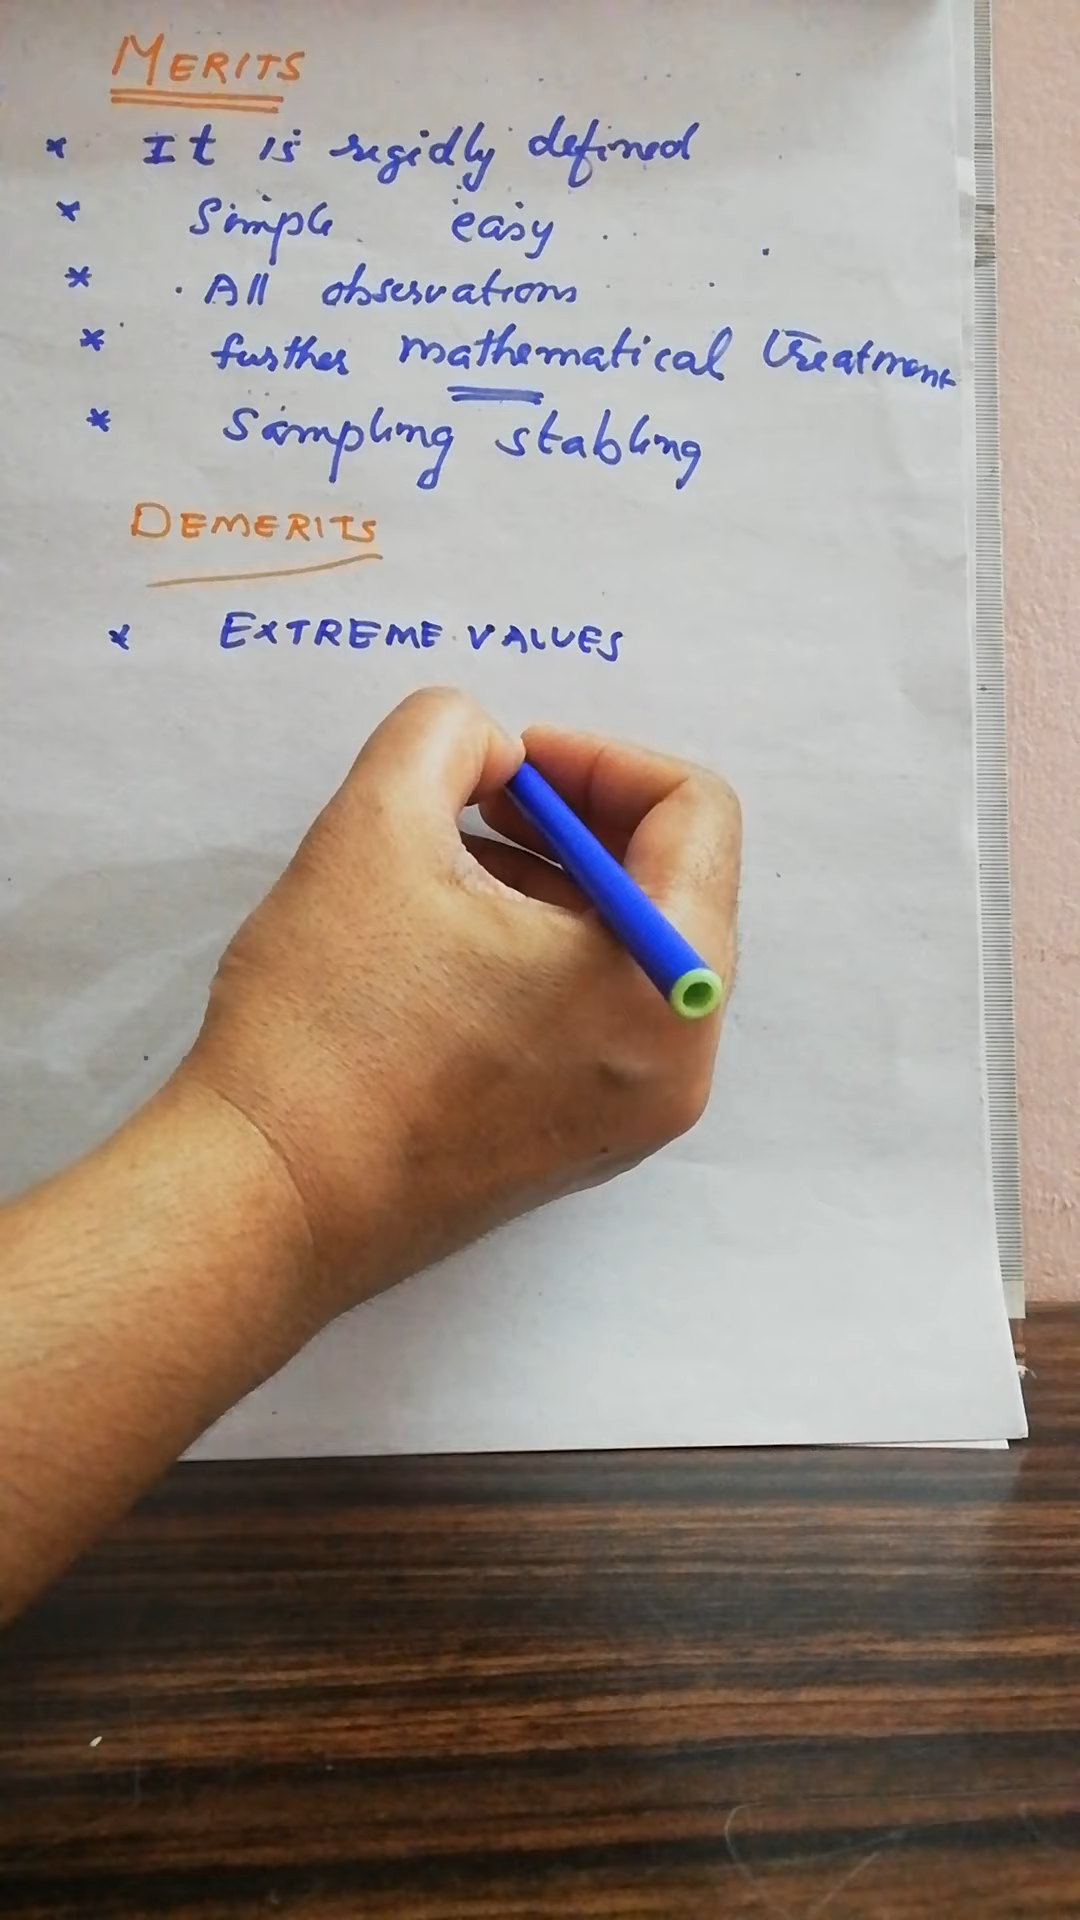 MERITS
* It is rigidly defined
* Simple easy
* All observations
* further mathematical treatment
* Sampling stabling
DEMERITS
* EXTREME VALUES